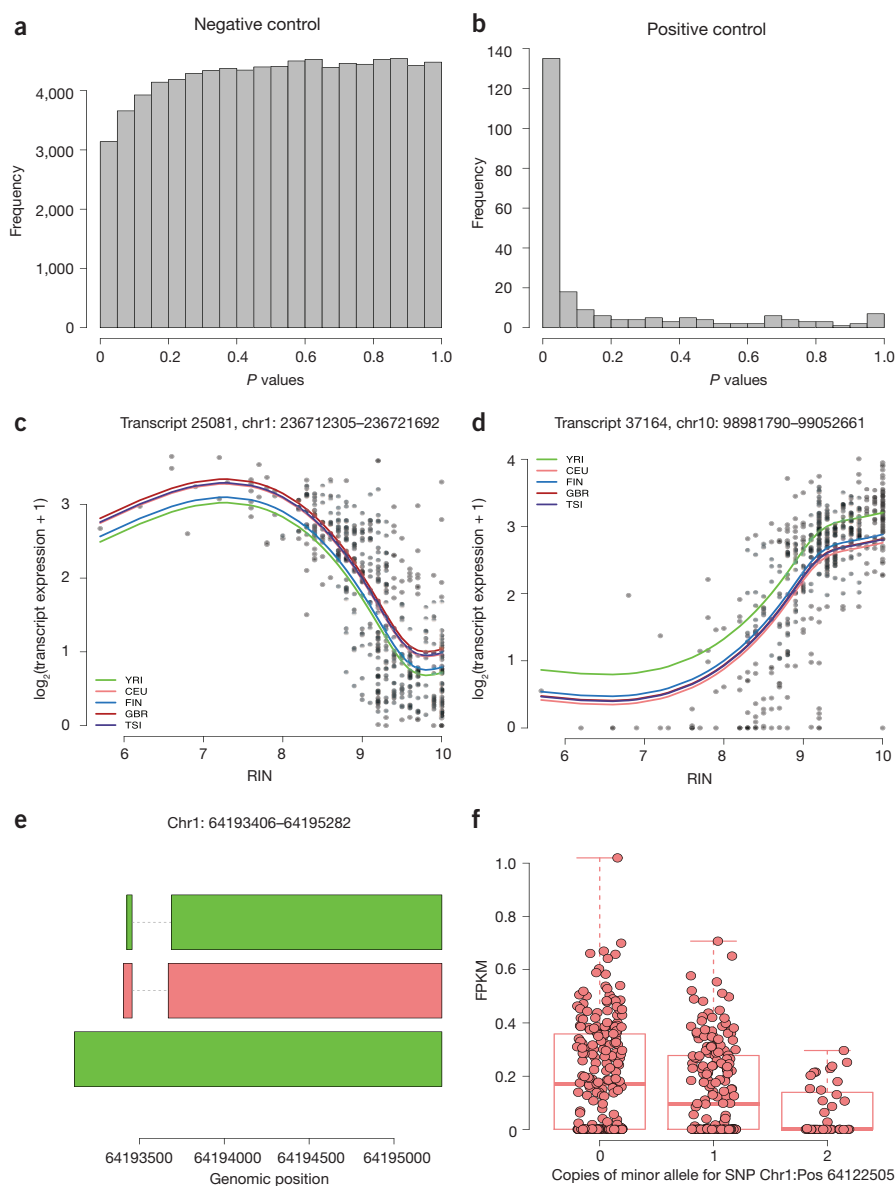 a
Negative control
Frequency
4,000
3,000
2,000
1,000
0
0 0.2 0.4 0.6 0.8 1.0
P values
b
Positive control
Frequency
140
120
100
80
60
40
20
0
0 0.2 0.4 0.6 0.8 1.0
P values
c
Transcript 25081, chr1: 236712305–236721692
log2(transcript expression + 1)
3
2
1
0
YRI
CEU
FIN
GBR
TSI
6 7 8 9 10
RIN
d
Transcript 37164, chr10: 98981790–99052661
log2(transcript expression + 1)
4
3
2
1
0
YRI
CEU
FIN
GBR
TSI
6 7 8 9 10
RIN
e
Chr1: 64193406–64195282
64193500 64194000 64194500 64195000
Genomic position
f
FPKM
1.0
0.8
0.6
0.4
0.2
0
0 1 2
Copies of minor allele for SNP Chr1:Pos 64122505